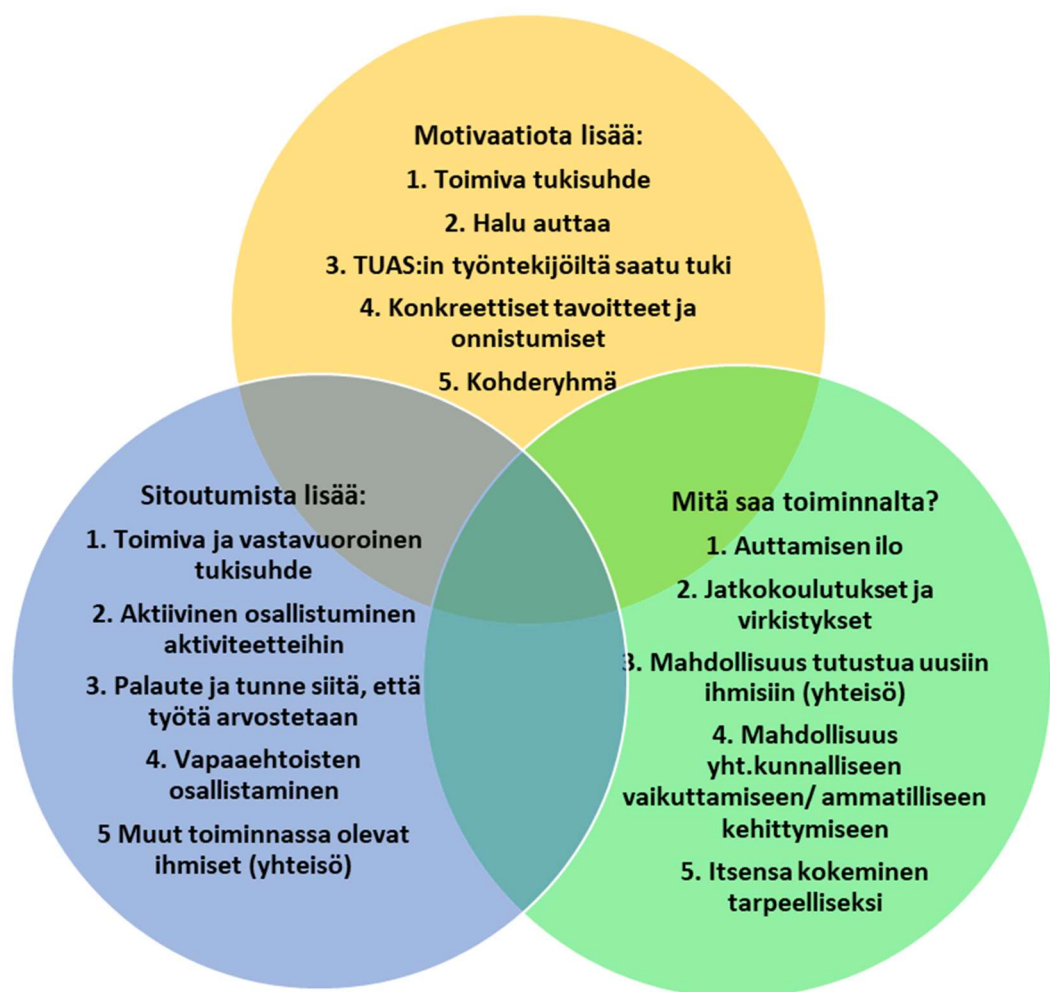 Motivaatiota lisää:
1. Toimiva tukisuhde
2. Halu auttaa
3. TUAS:in työntekijöiltä saatu tuki
4. Konkreettiset tavoitteet ja
onnistumiset
5. Kohderyhmä
Sitoutumista lisää:
1. Toimiva ja vastavuoroinen
tukisuhde
2. Aktiivinen osallistuminen
aktiviteetteihin
3. Palaute ja tunne siitä, että
työtä arvostetaan
4. Vapaaehtoisten
osallistaminen
5 Muut toiminnassa olevat
ihmiset (yhteisö)
Mitä saa toiminnalta?
1. Auttamisen ilo
2. Jatkokoulutukset ja
virkistykset
3. Mahdollisuus tutustua uusiin
ihmisiin (yhteisö)
4. Mahdollisuus
yht.kunnalliseen
vaikuttamiseen/ ammatilliseen
kehittymiseen
5. Itsensa kokeminen
tarpeelliseksi